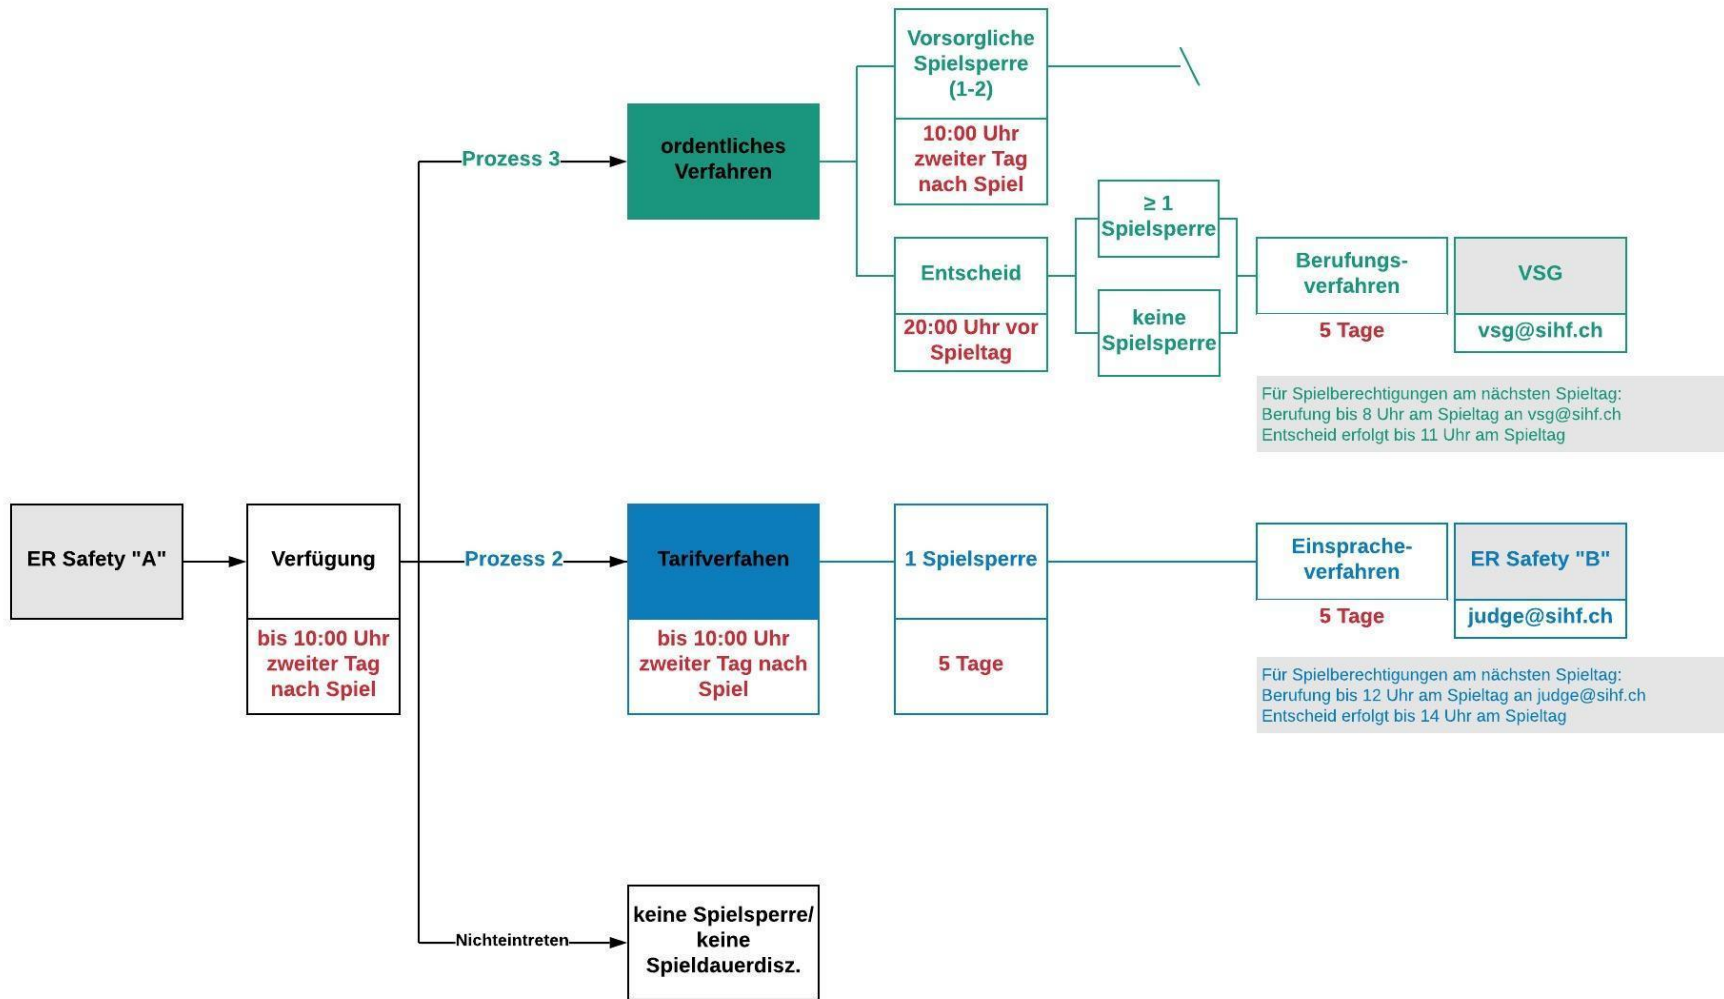 Vorsorgliche
Spielsperre
(1-2)
10:00 Uhr
zweiter Tag
nach Spiel
Prozess 3
ordentliches
Verfahren
≥ 1
Spielsperre
Entscheid
20:00 Uhr vor
Spieltag
keine
Spielsperre
Berufungs-
verfahren
5 Tage
VSG
vsg@sihf.ch
Für Spielberechtigungen am nächsten Spieltag:
Berufung bis 8 Uhr am Spieltag an vsg@sihf.ch
Entscheid erfolgt bis 11 Uhr am Spieltag
ER Safety "A"
Verfügung
bis 10:00 Uhr
zweiter Tag
nach Spiel
Prozess 2
Tarifverfahen
bis 10:00 Uhr
zweiter Tag nach
Spiel
1 Spielsperre
5 Tage
Einsprache-
verfahren
5 Tage
ER Safety "B"
judge@sihf.ch
Für Spielberechtigungen am nächsten Spieltag:
Berufung bis 12 Uhr am Spieltag an judge@sihf.ch
Entscheid erfolgt bis 14 Uhr am Spieltag
Nichteintreten
keine Spielsperre/
keine
Spieldauerdisz.